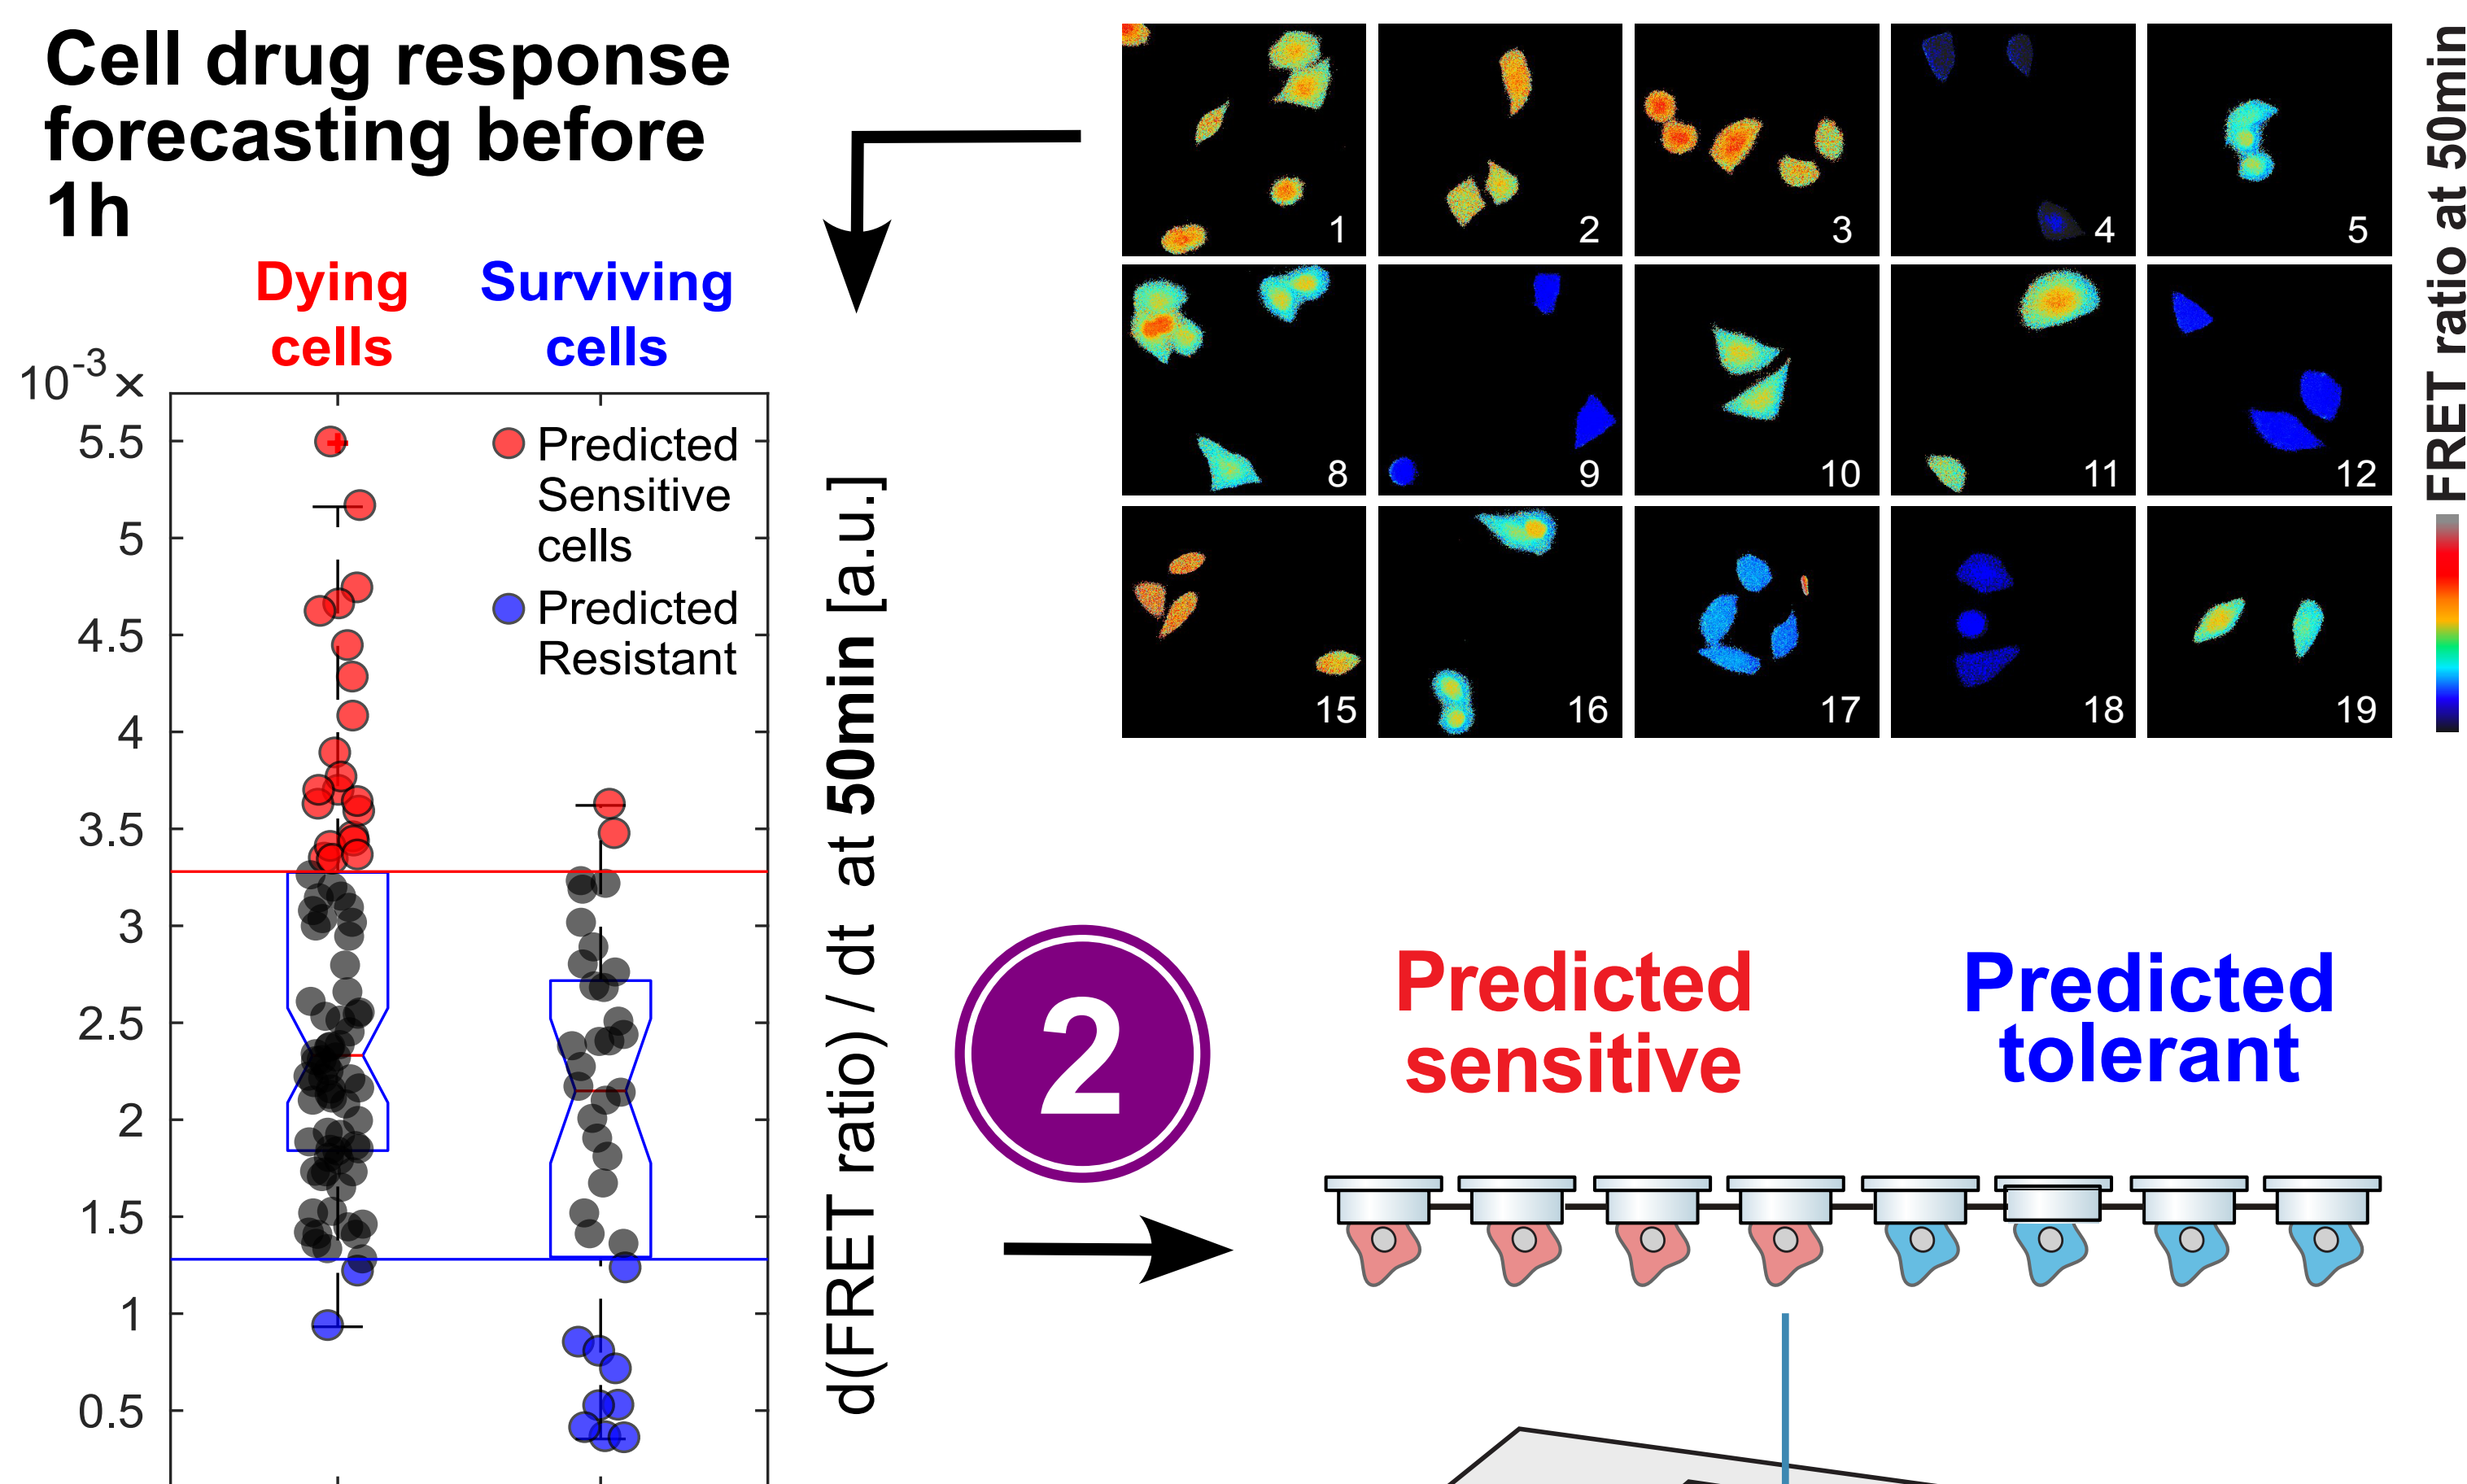 Cell drug response
forecasting before
1h
Dying
cells
Surviving
cells
10-3 ×
5.5
5
4.5
4
3.5
3
2.5
2
1.5
1
0.5
Predicted
Sensitive
cells
Predicted
Resistant
d(FRET ratio) / dt at 50min [a.u.]
1
2
3
4
5
8
9
10
11
12
15
16
17
18
19
FRET ratio at 50min
2
Predicted
sensitive
Predicted
tolerant